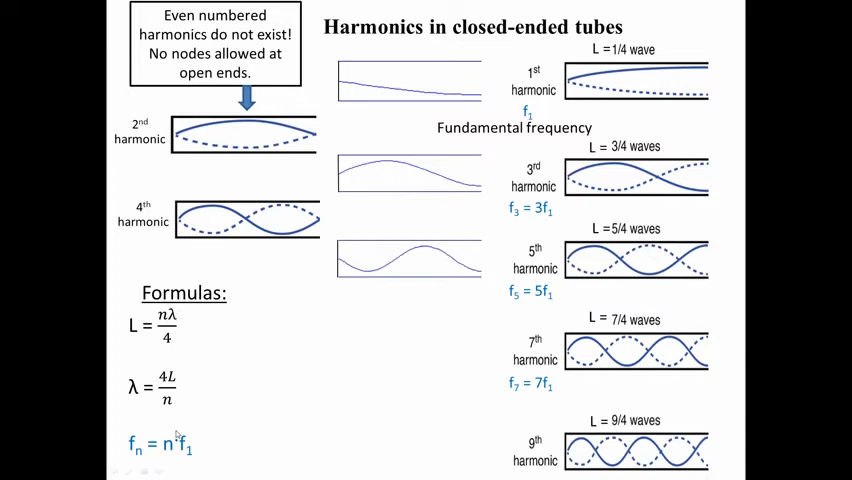 Even numbered
harmonics do not exist!
No nodes allowed at
open ends.
Harmonics in closed-ended tubes
2nd
harmonic
4th
harmonic
L =1/4 wave
1st
harmonic
f1
Fundamental frequency
L = 3/4 waves
3rd
harmonic
f3 = 3f1
L =5/4 waves
5th
harmonic
f5 = 5f1
L = 7/4 waves
7th
harmonic
f7 = 7f1
L = 9/4 waves
9th
harmonic
Formulas:
L = nλ/4
λ = 4L/n
fn = n·f1